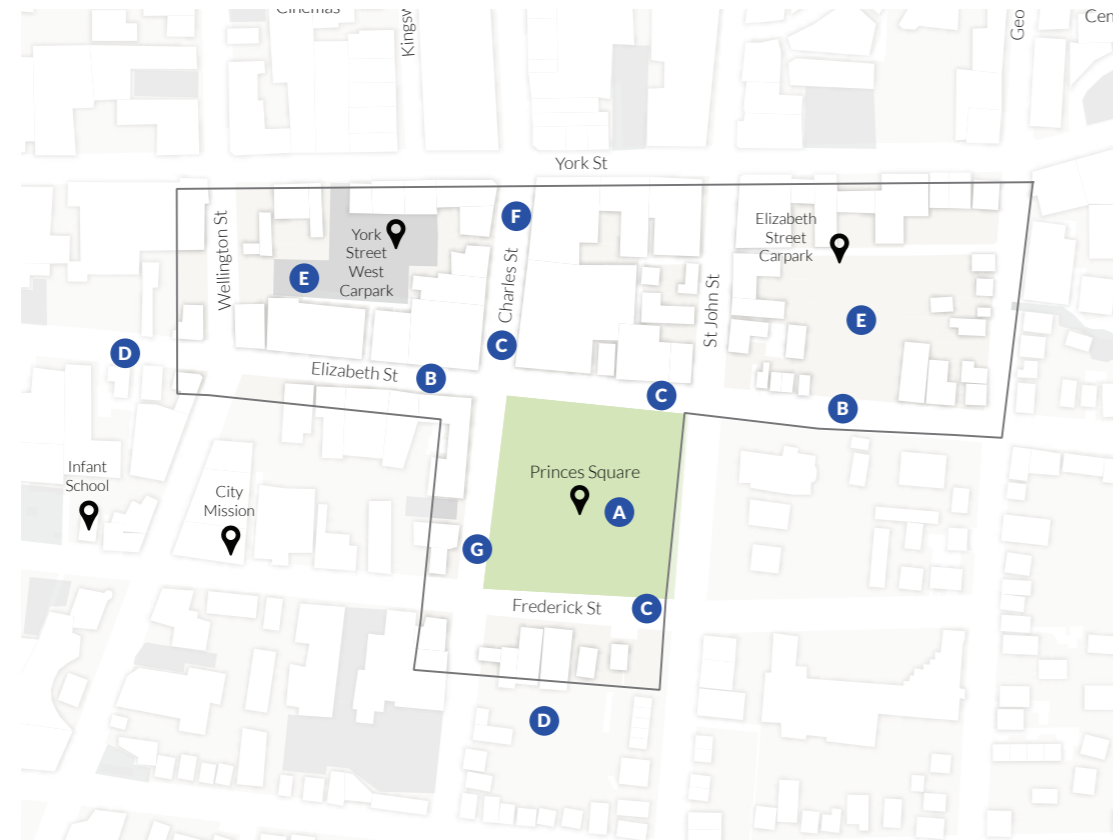 Cinemas
York St
F
Elizabeth
Street
Carpark
York
Street
West
Carpark
Wellington St
Charles St
St John St
E
E
D
C
Elizabeth St
B
C
B
Infant
School
City
Mission
Princes Square
A
G
Frederick St
C
D